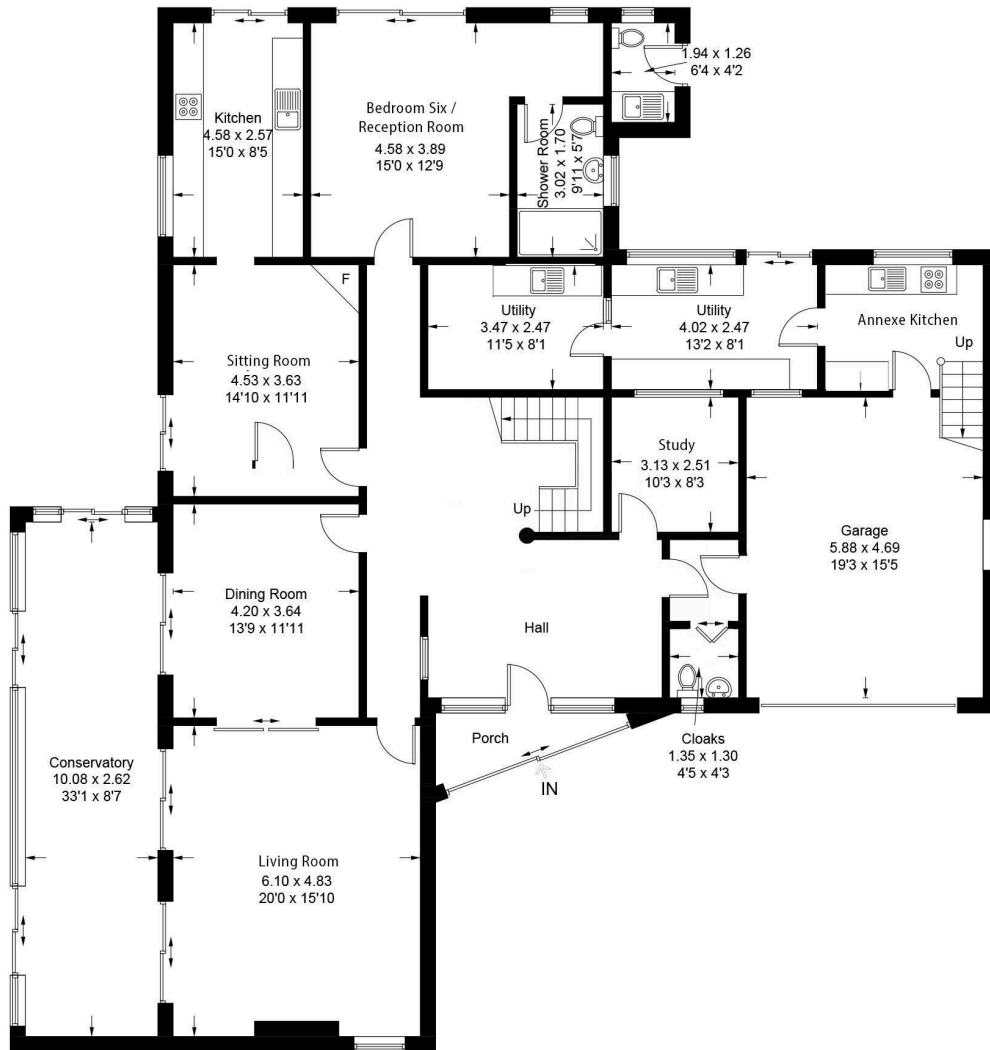 Kitchen
4.58 x 2.57
15'0 x 8'5
Bedroom Six /
Reception Room
4.58 x 3.89
15'0 x 12'9
Shower Room
3.02 x 1.70
9'11 x 5'7
1.94 x 1.26
6'4 x 4'2
F
Sitting Room
4.53 x 3.63
14'10 x 11'11
Utility
3.47 x 2.47
11'5 x 8'1
Utility
4.02 x 2.47
13'2 x 8'1
Annexe Kitchen
Up
Study
3.13 x 2.51
10'3 x 8'3
Up
Garage
5.88 x 4.69
19'3 x 15'5
Dining Room
4.20 x 3.64
13'9 x 11'11
Hall
Conservatory
10.08 x 2.62
33'1 x 8'7
Porch
IN
Cloaks
1.35 x 1.30
4'5 x 4'3
Living Room
6.10 x 4.83
20'0 x 15'10